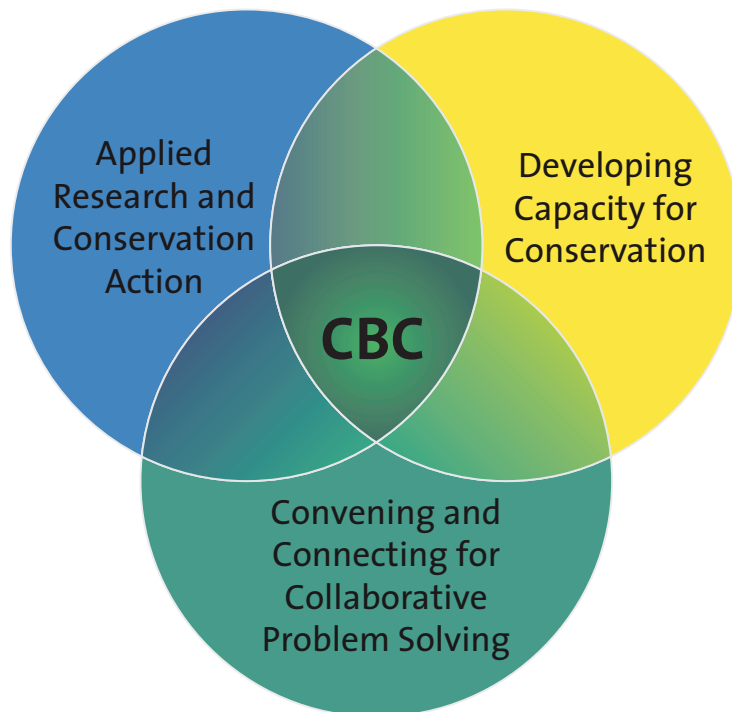 Applied
Research and
Conservation
Action
Developing
Capacity for
Conservation
CBC
Convening and
Connecting for
Collaborative
Problem Solving